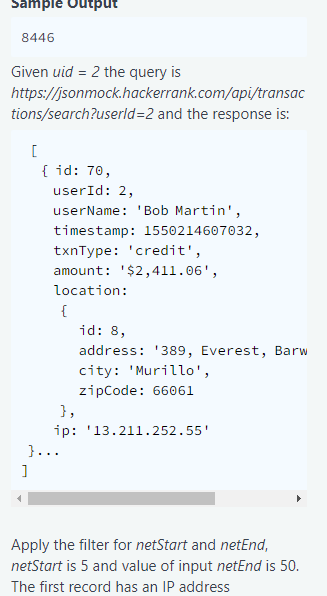 Sample Output
8446
Given uid = 2 the query is
https://jsonmock.hackerrank.com/api/transac
tions/search?userId=2 and the response is:
[
{ id: 70,
userId: 2,
userName: 'Bob Martin',
timestamp: 1550214607032,
txnType: 'credit',
amount: '$2,411.06',
location:
{
id: 8,
address: '389, Everest, Barw
city: 'Murillo',
zipCode: 66061
},
ip: '13.211.252.55'
}...
]
Apply the filter for netStart and netEnd,
netStart is 5 and value of input netEnd is 50.
The first record has an IP address